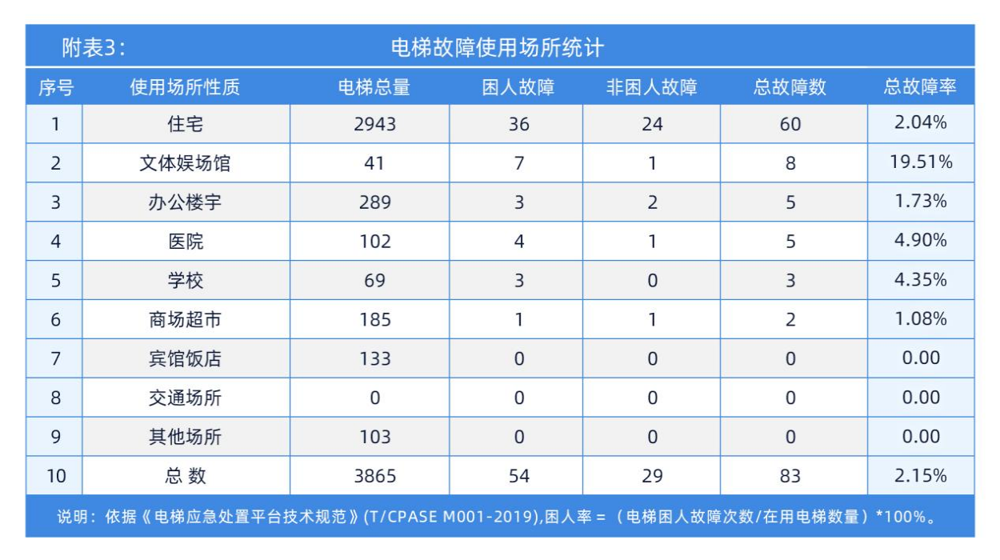 附表3： 电梯故障使用场所统计
序号 使用场所性质 电梯总量 困人故障 非困人故障 总故障数 总故障率
1 住宅 2943 36 24 60 2.04%
2 文体娱场馆 41 7 1 8 19.51%
3 办公楼宇 289 3 2 5 1.73%
4 医院 102 4 1 5 4.90%
5 学校 69 3 0 3 4.35%
6 商场超市 185 1 1 2 1.08%
7 宾馆饭店 133 0 0 0 0.00
8 交通场所 0 0 0 0 0.00
9 其他场所 103 0 0 0 0.00
10 总 数 3865 54 29 83 2.15%
说明：依据《电梯应急处置平台技术规范》(T/CPASE M001-2019),困人率 =（电梯困人故障次数/在用电梯数量）*100%。